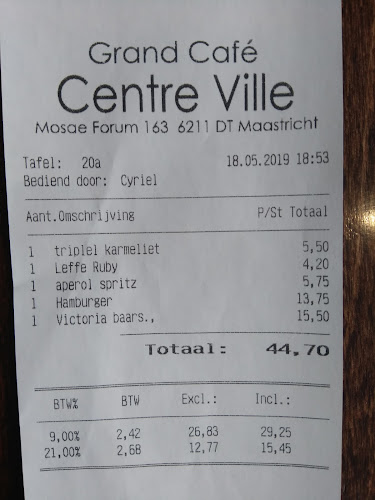 Grand Café
Centre Ville
Mosae Forum 163 6211 DT Maastricht
Tafel: 20a 18.05.2019 18:53
Bediend door: Cyriel
Aant.Omschrijving P/St Totaal
1 triplel karmeliet 5,50
1 Leffe Ruby 4,20
1 aperol spritz 5,75
1 Hamburger 13,75
1 Victoria baars., 15,50
Totaal: 44,70
BTW% BTW Excl.: Incl.:
9,00% 2,42 26,83 29,25
21,00% 2,68 12,77 15,45